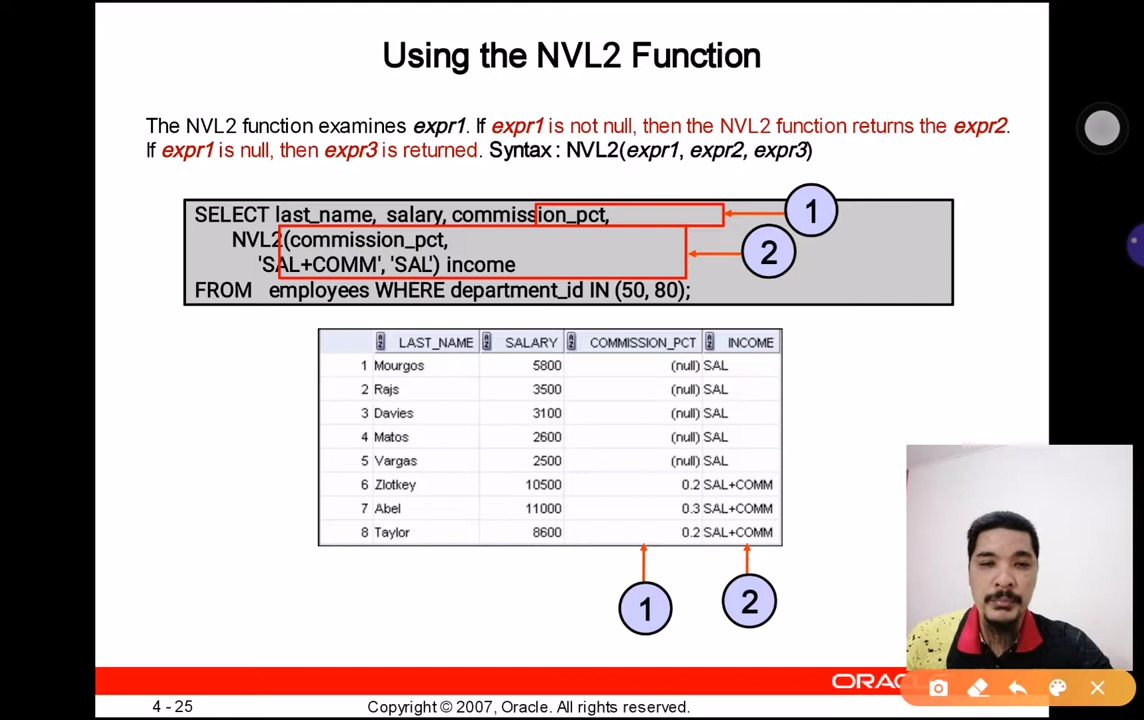 Using the NVL2 Function
The NVL2 function examines expr1. If expr1 is not null, then the NVL2 function returns the expr2.
If expr1 is null, then expr3 is returned. Syntax : NVL2(expr1, expr2, expr3)
SELECT last_name, salary, commission_pct,
NVL2(commission_pct,
'SAL+COMM', 'SAL') income
FROM employees WHERE department_id IN (50, 80);
1
2
LAST_NAME SALARY COMMISSION_PCT INCOME
1 Mourgos 5800 (null) SAL
2 Rajs 3500 (null) SAL
3 Davies 3100 (null) SAL
4 Matos 2600 (null) SAL
5 Vargas 2500 (null) SAL
6 Zlotkey 10500 0.2 SAL+COMM
7 Abel 11000 0.3 SAL+COMM
8 Taylor 8600 0.2 SAL+COMM
1 2
ORACLE
4 - 25 Copyright © 2007, Oracle. All rights reserved.